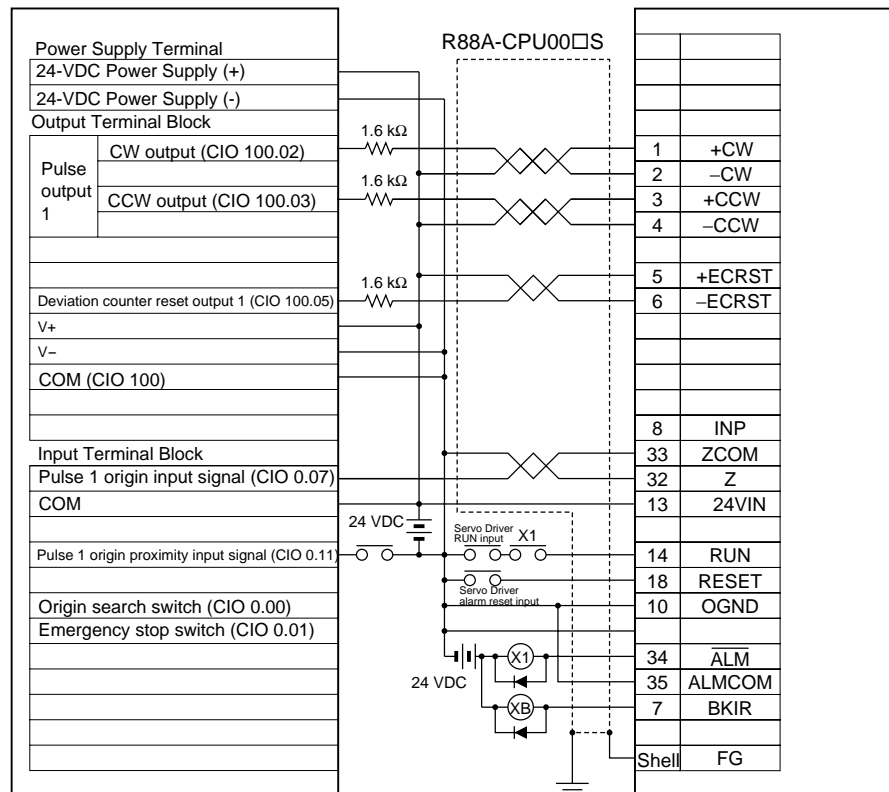 R88A-CPU00□S
Power Supply Terminal
24-VDC Power Supply (+)
24-VDC Power Supply (-)
Output Terminal Block
Pulse
output
1
CW output (CIO 100.02)
CCW output (CIO 100.03)
1.6 kΩ
1.6 kΩ
1.6 kΩ
Deviation counter reset output 1 (CIO 100.05)
V+
V−
COM (CIO 100)
Input Terminal Block
Pulse 1 origin input signal (CIO 0.07)
COM
Pulse 1 origin proximity input signal (CIO 0.11)
Origin search switch (CIO 0.00)
Emergency stop switch (CIO 0.01)
24 VDC
Servo Driver
RUN input
X1
Servo Driver
alarm reset input
24 VDC
X1
XB
1 +CW
2 −CW
3 +CCW
4 −CCW
5 +ECRST
6 −ECRST
8 INP
33 ZCOM
32 Z
13 24VIN
14 RUN
18 RESET
10 OGND
34 ALM
35 ALMCOM
7 BKIR
Shell FG